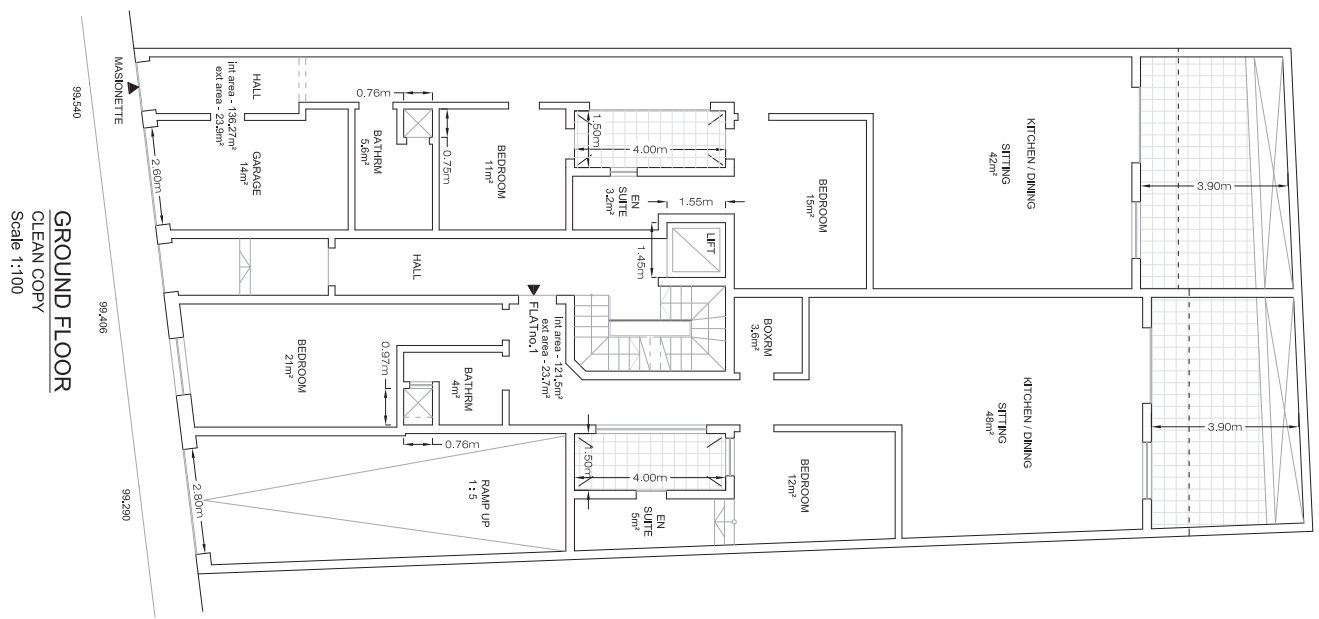 MASIONETTE
99.540
HALL
int area - 136.27m²
ext area - 23.9m²
GARAGE
14m²
2.60m
BATHRM
5.6m²
0.76m
0.75m
BEDROOM
11m²
1.50m
4.00m
EN
SUITE
3.2m²
1.55m
LIFT
1.45m
BEDROOM
15m²
KITCHEN / DINING
SITTING
42m²
3.90m
HALL
FLATno.1
Int area - 121.5m²
ext area - 23.7m²
99.406
BEDROOM
21m²
0.97m
BATHRM
4m²
0.76m
BOXRM
3.6m²
KITCHEN / DINING
SITTING
48m²
3.90m
1.50m
4.00m
EN
SUITE
5m²
BEDROOM
12m²
RAMP UP
1:5
2.80m
99.290
GROUND FLOOR
CLEAN COPY
Scale 1:100